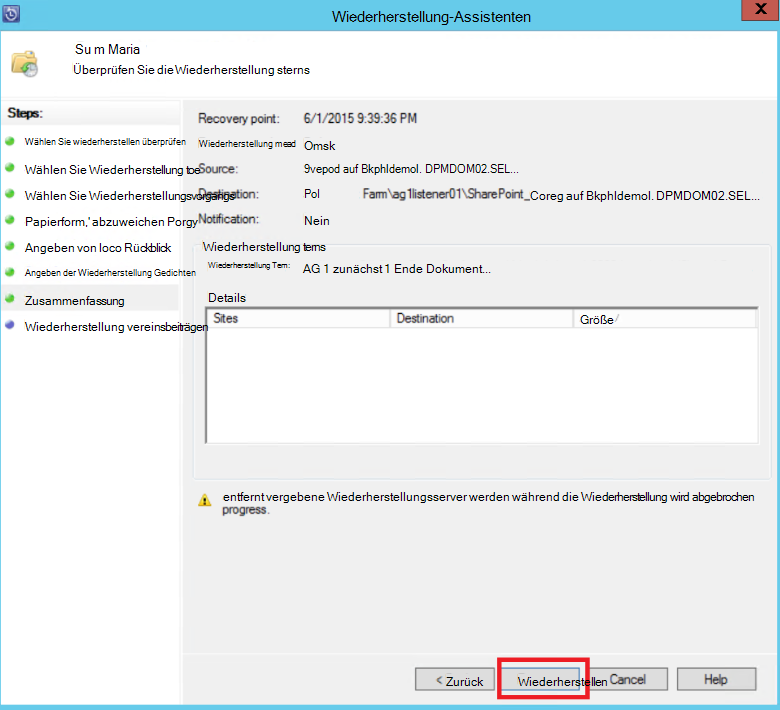 Wiederherstellung-Assistenten
X
Su m Maria
Überprüfen Sie die Wiederherstellung sterns
Steps:
Wählen Sie wiederherstellen überprüfen
Wählen Sie Wiederherstellung toe
Wählen Sie Wiederherstellungsvorgangs
Papierform,' abzuweichen Porgy
Angeben von loco Rückblick
Angeben der Wiederherstellung Gedichten
Zusammenfassung
Wiederherstellung vereinsbeiträgen
Recovery point: 6/1/2015 9:39:36 PM
Wiederherstellung mead Omsk
Source: 9vepod auf Bkphldemol. DPMDOM02.SEL...
Destination: Pol Farm\ag1listener01\SharePoint_Coreg auf Bkphldemol. DPMDOM02.SEL...
Notification: Nein
Wiederherstellung tems
Wiederherstellung Tem: AG 1 zunächst 1 Ende Dokument...
Details
Sites Destination Größe /
entfernt vergebene Wiederherstellungsserver werden während die Wiederherstellung wird abgebrochen
progress.
< Zurück Wiederherstellen Cancel Help